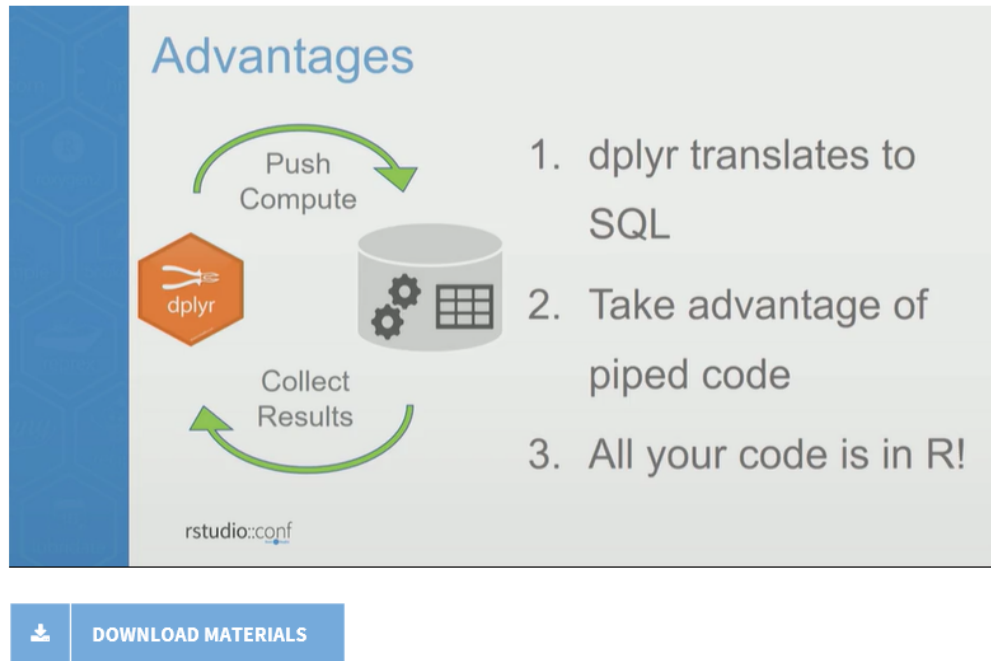 Advantages
Push
Compute
dplyr
Collect
Results
1. dplyr translates to
SQL
2. Take advantage of
piped code
3. All your code is in R!
rstudio::conf
DOWNLOAD MATERIALS